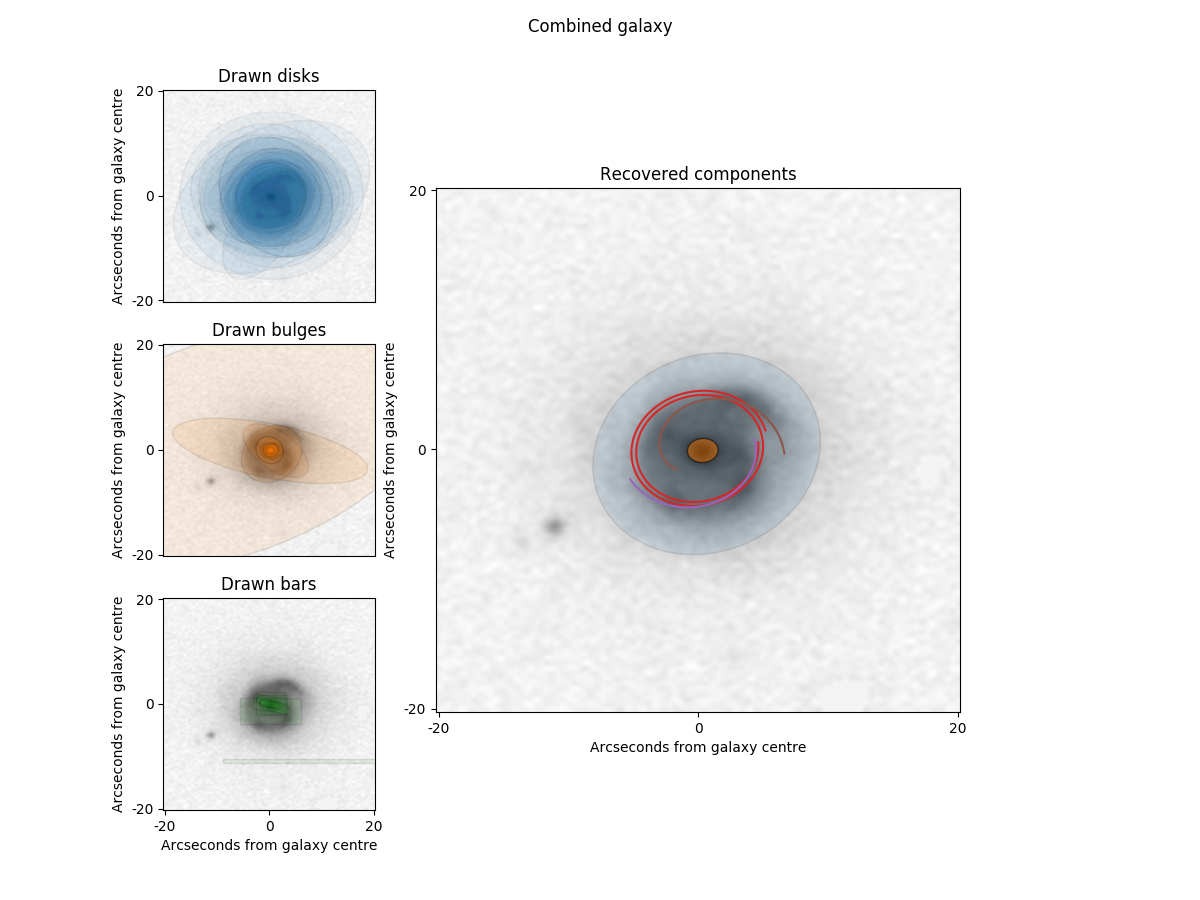 Combined galaxy
Drawn disks
Arcseconds from galaxy centre
20
0
-20
Drawn bulges
Arcseconds from galaxy centre
20
0
-20
Drawn bars
Arcseconds from galaxy centre
20
0
-20
-20 0 20
Arcseconds from galaxy centre
Recovered components
Arcseconds from galaxy centre
20
0
-20
-20 0 20
Arcseconds from galaxy centre